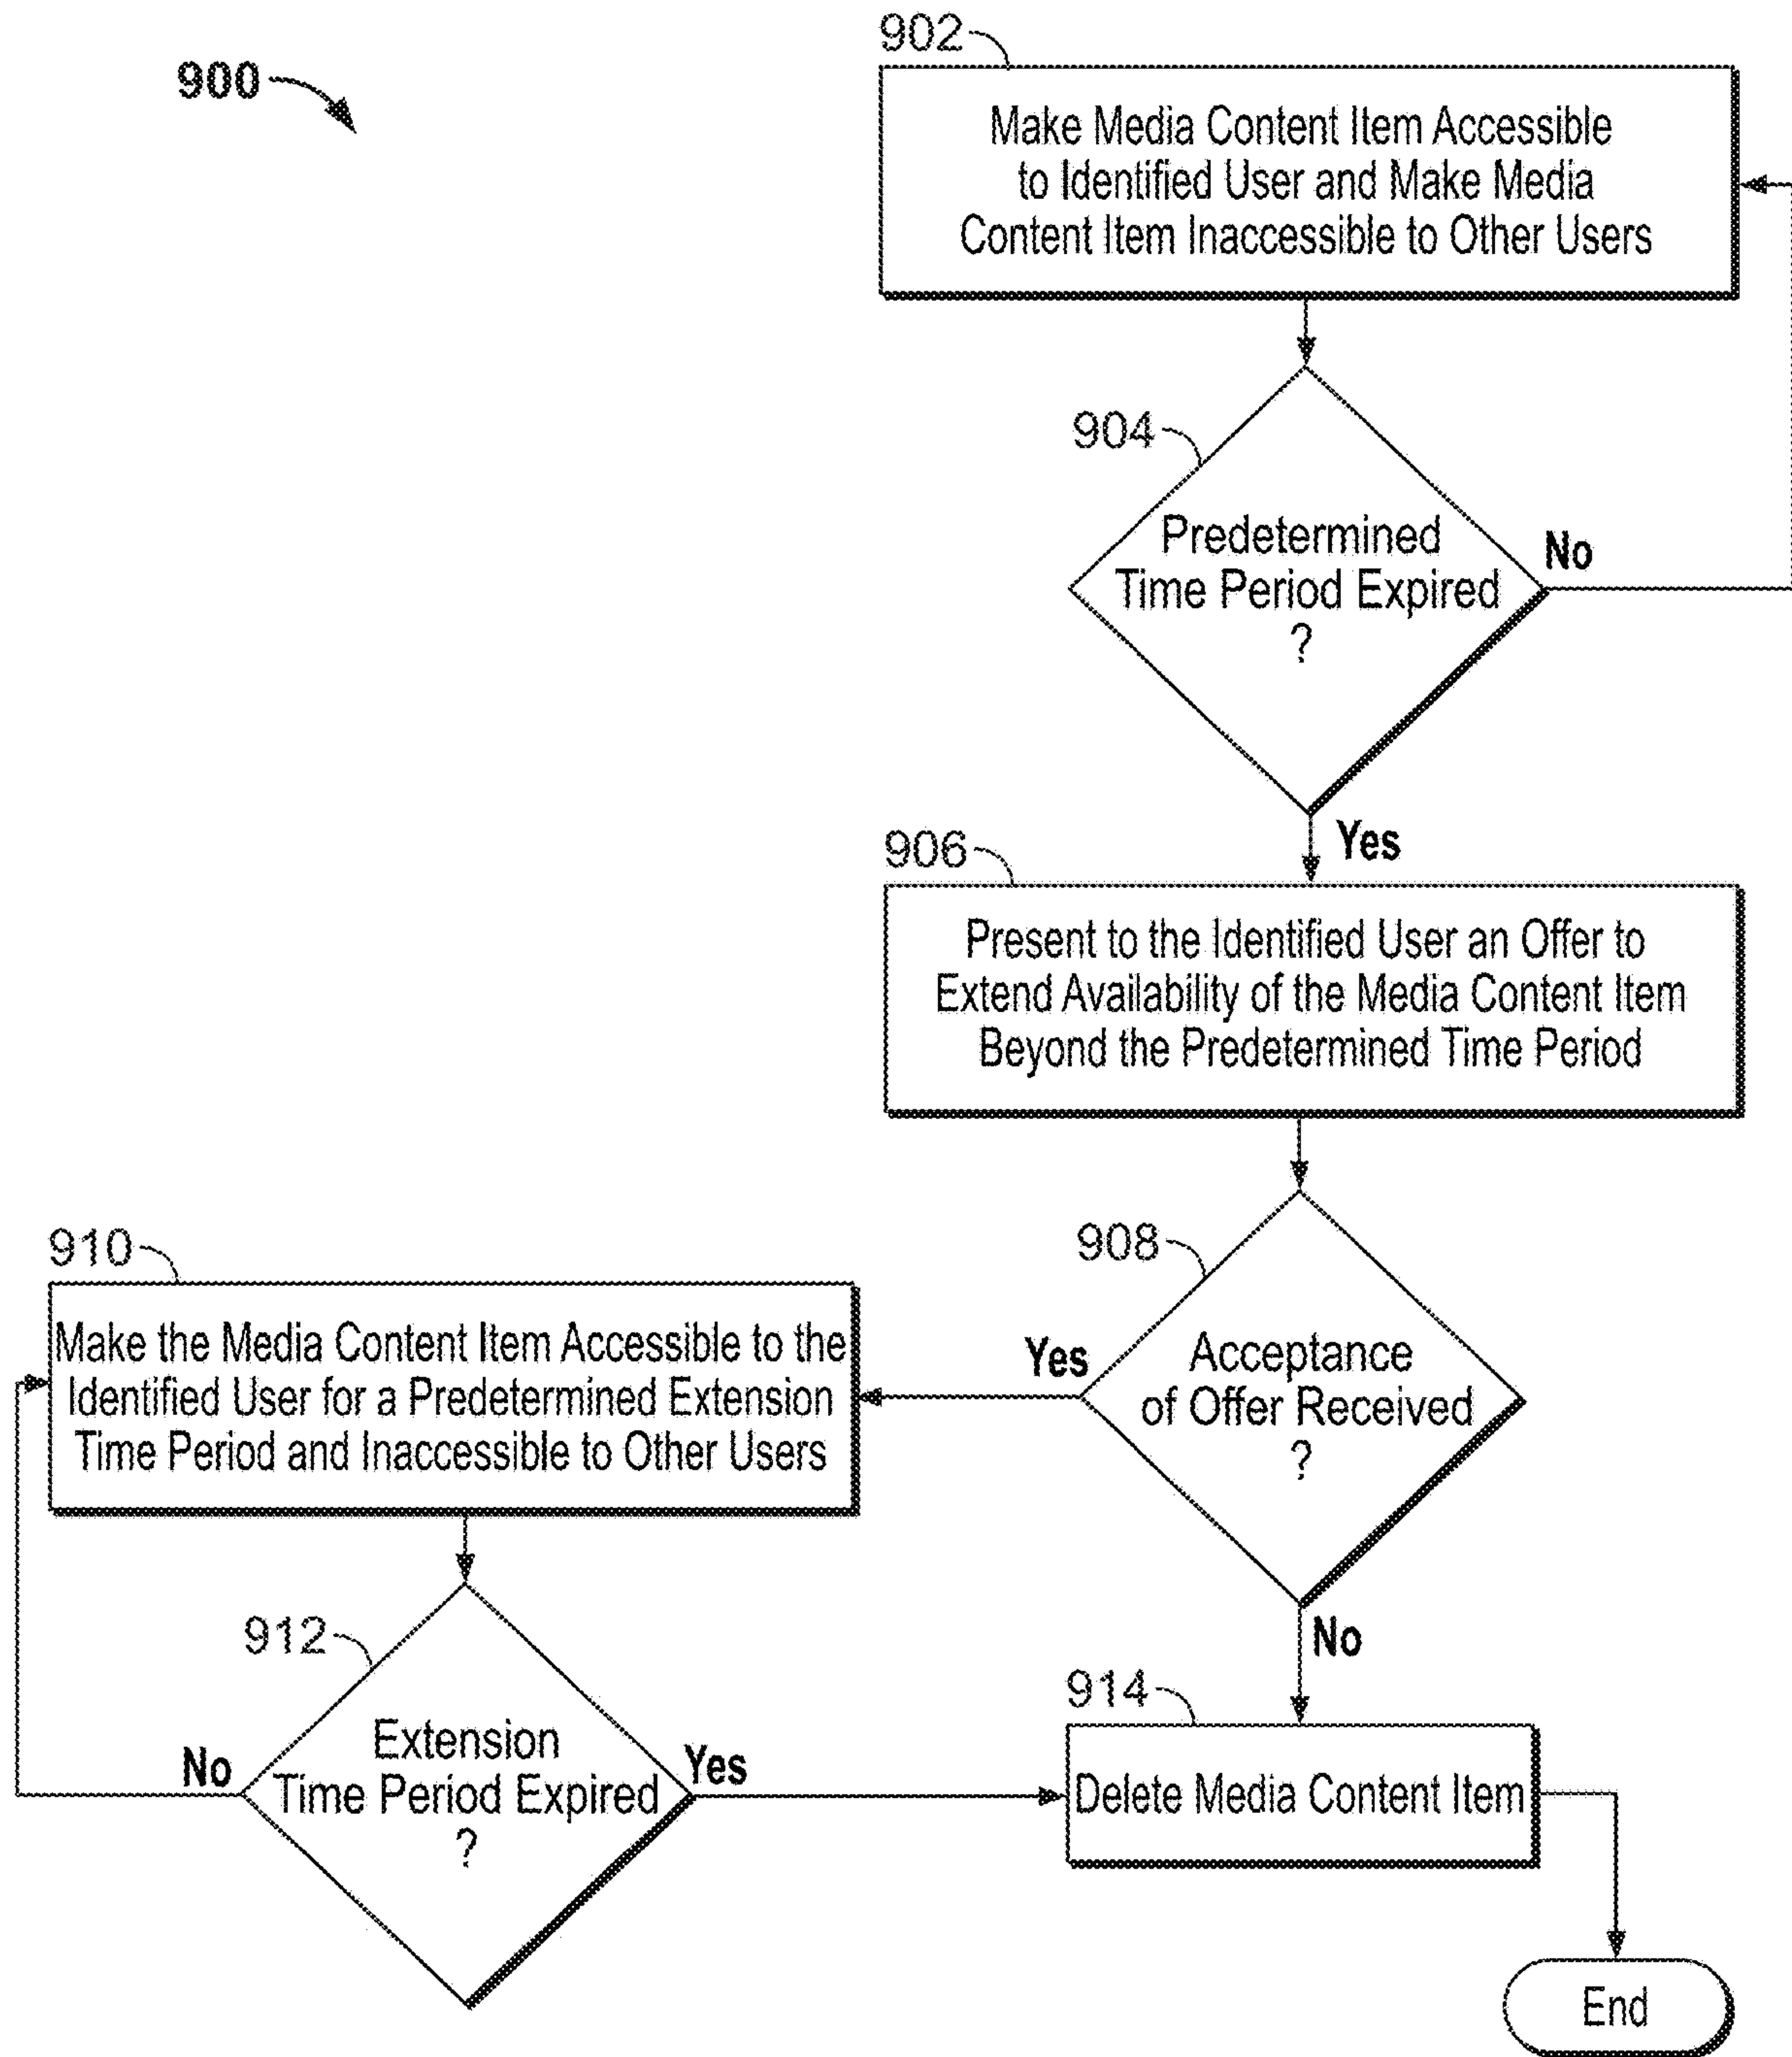 900
902
Make Media Content Item Accessible
to Identified User and Make Media
Content Item Inaccessible to Other Users
904
Predetermined
Time Period Expired
?
No
Yes
906
Present to the Identified User an Offer to
Extend Availability of the Media Content Item
Beyond the Predetermined Time Period
908
Acceptance
of Offer Received
?
Yes
No
910
Make the Media Content Item Accessible to the
Identified User for a Predetermined Extension
Time Period and Inaccessible to Other Users
912
Extension
Time Period Expired
?
No
Yes
914
Delete Media Content Item
End